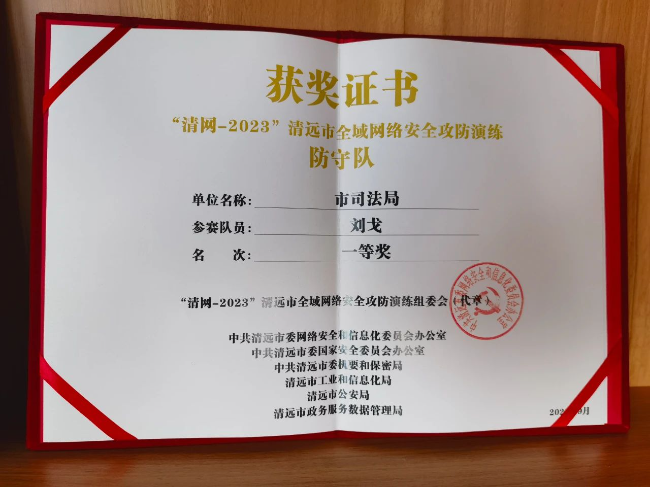 获奖证书
“清网-2023”清远市全域网络安全攻防演练
防守队
单位名称: 市司法局
参赛队员: 刘戈
名 次: 一等奖
“清网-2023”清远市全域网络安全攻防演练组委会（代章）
中共清远市委网络安全和信息化委员会办公室
中共清远市委国家安全委员会办公室
中共清远市委机要和保密局
清远市工业和信息化局
清远市公安局
清远市政务服务数据管理局